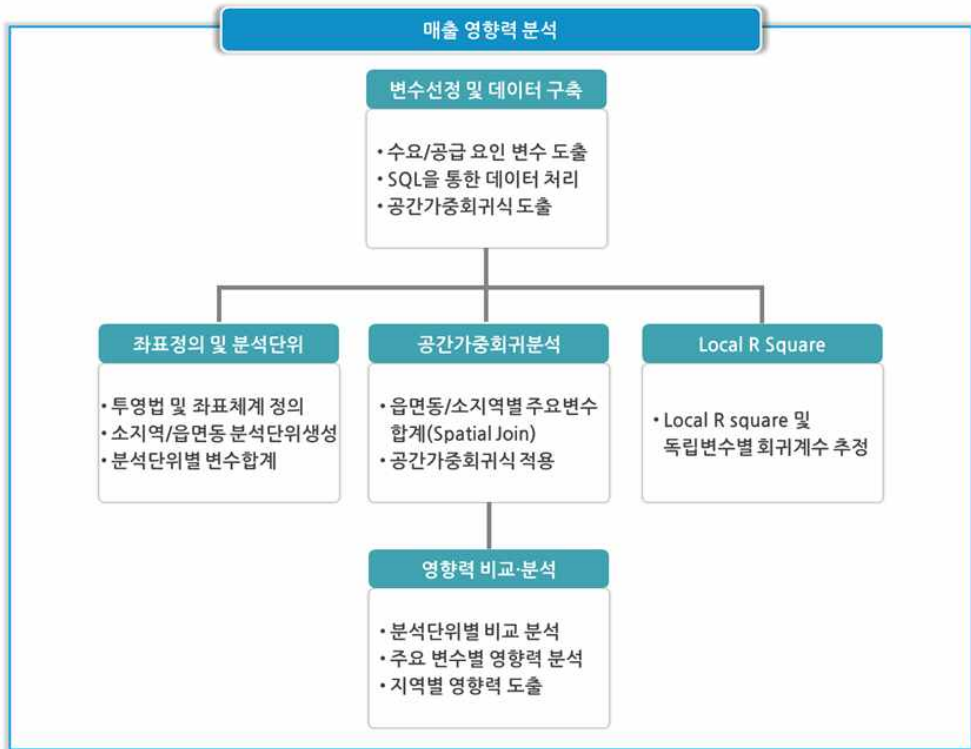 매출 영향력 분석
변수선정 및 데이터 구축
• 수요/공급 요인 변수 도출
• SQL을 통한 데이터 처리
• 공간가중회귀식 도출
좌표정의 및 분석단위
• 투영법 및 좌표체계 정의
• 소지역/읍면동 분석단위생성
• 분석단위별 변수합계
공간가중회귀분석
• 읍면동/소지역별 주요변수
합계(Spatial Join)
• 공간가중회귀식 적용
Local R Square
• Local R square 및
독립변수별 회귀계수 추정
영향력 비교·분석
• 분석단위별 비교 분석
• 주요 변수별 영향력 분석
• 지역별 영향력 도출